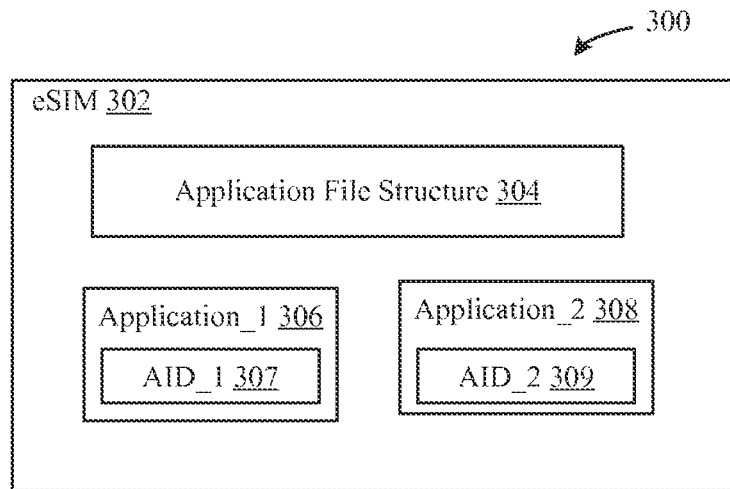 300
eSIM 302
Application File Structure 304
Application_1 306
Application_2 308
AID_1 307
AID_2 309